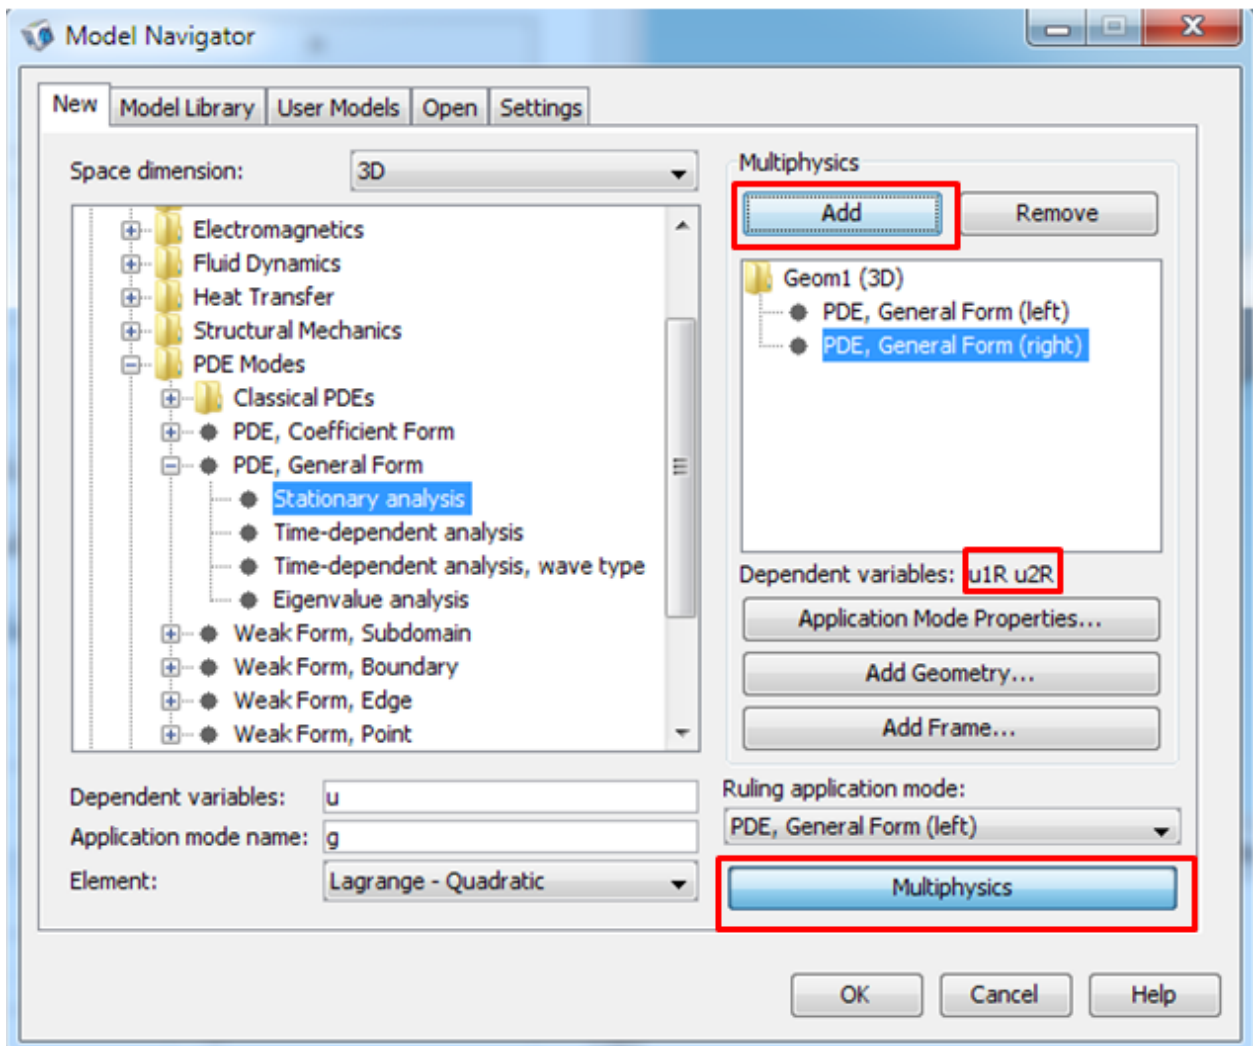 Model Navigator
New Model Library User Models Open Settings
Space dimension: 3D
Electromagnetics
Fluid Dynamics
Heat Transfer
Structural Mechanics
PDE Modes
Classical PDEs
PDE, Coefficient Form
PDE, General Form
Stationary analysis
Time-dependent analysis
Time-dependent analysis, wave type
Eigenvalue analysis
Weak Form, Subdomain
Weak Form, Boundary
Weak Form, Edge
Weak Form, Point
Dependent variables: u
Application mode name: g
Element: Lagrange - Quadratic
Multiphysics
Add Remove
Geom1 (3D)
PDE, General Form (left)
PDE, General Form (right)
Dependent variables: u1R u2R
Application Mode Properties...
Add Geometry...
Add Frame...
Ruling application mode:
PDE, General Form (left)
Multiphysics
OK Cancel Help